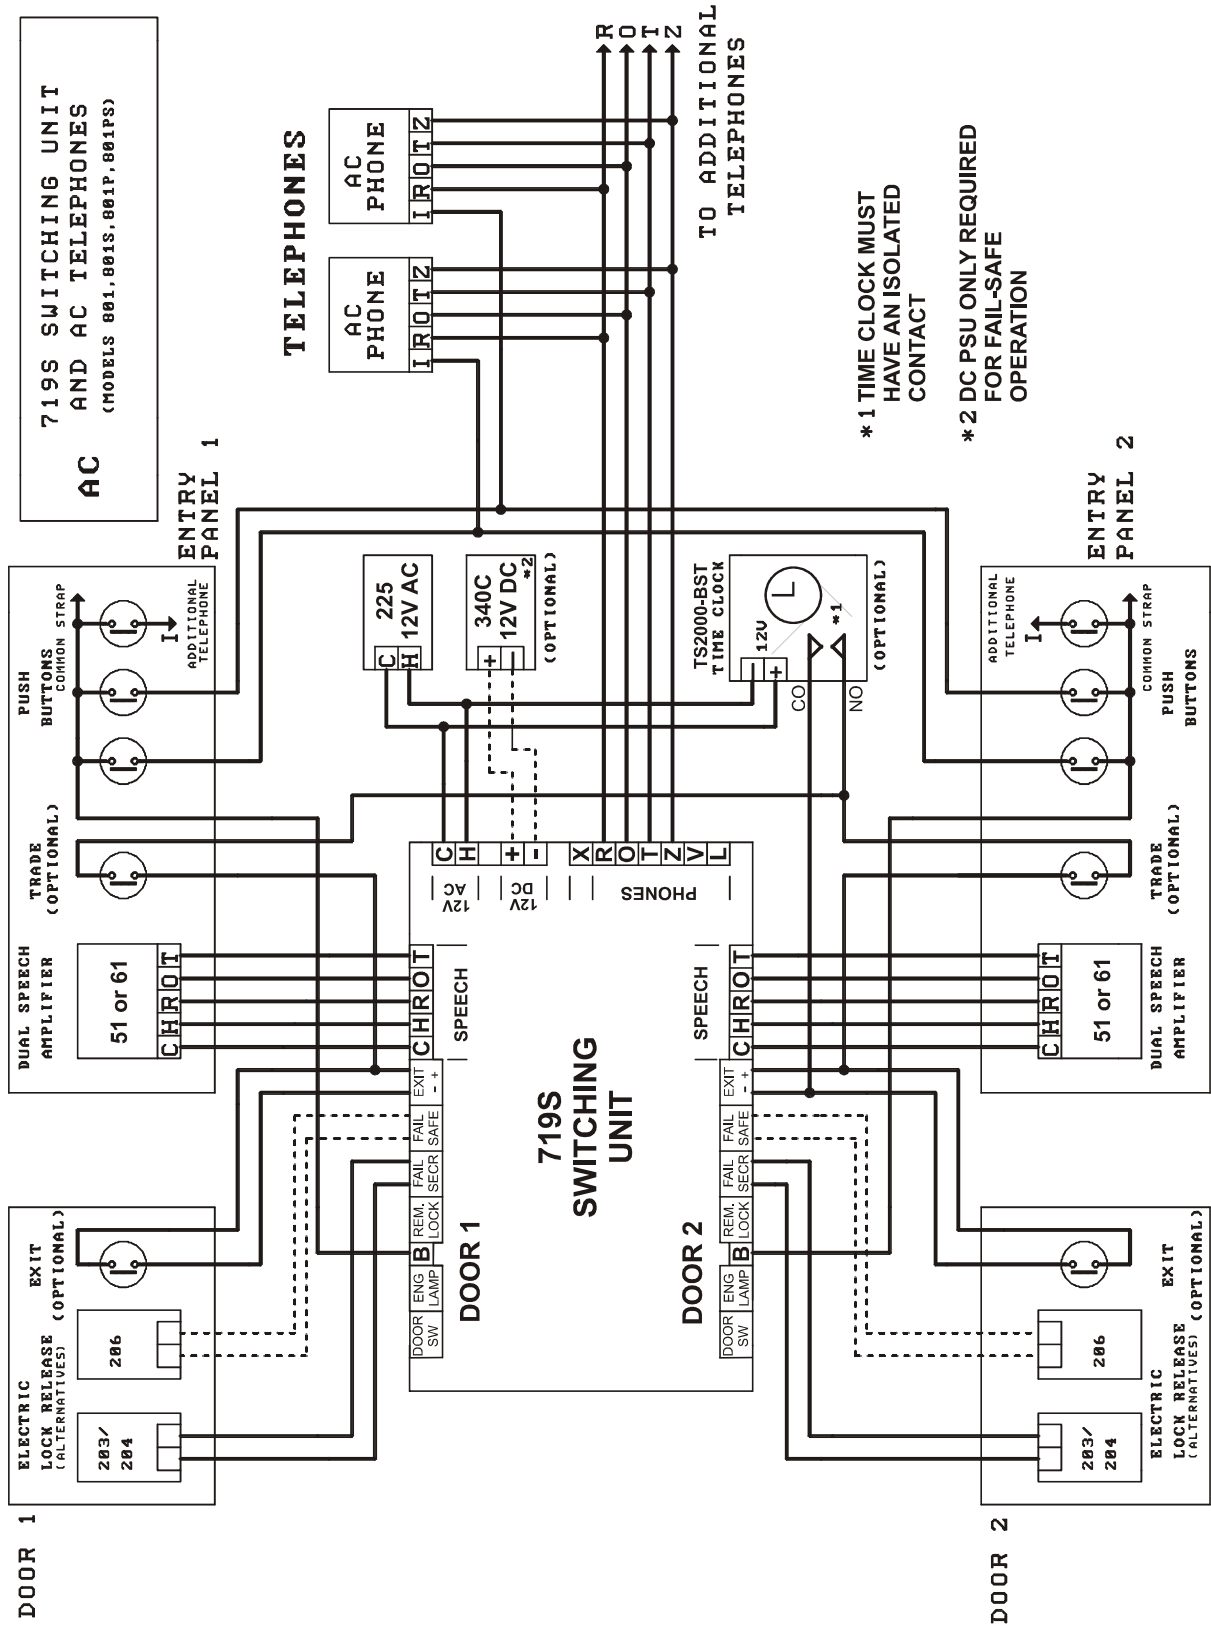 719S SWITCHING UNIT
AND AC TELEPHONES
AC
(MODELS 801,801S,801P,801PS)
TELEPHONES
AC
PHONE
I R O T Z
AC
PHONE
I R O T Z
R
O
T
Z
TO ADDITIONAL
TELEPHONES
*1 TIME CLOCK MUST
HAVE AN ISOLATED
CONTACT
*2 DC PSU ONLY REQUIRED
FOR FAIL-SAFE
OPERATION
ENTRY
PANEL 1
PUSH
BUTTONS
COMMON STRAP
I
ADDITIONAL
TELEPHONE
TRADE
(OPTIONAL)
DUAL SPEECH
AMPLIFIER
51 or 61
C H R O T
225
12V AC
C H
340C
12V DC
*2
+ -
(OPTIONAL)
TS2000-BST
TIME CLOCK
12V
- +
*1
(OPTIONAL)
CO
NO
ENTRY
PANEL 2
ADDITIONAL
TELEPHONE
I
COMMON STRAP
PUSH
BUTTONS
TRADE
(OPTIONAL)
DUAL SPEECH
AMPLIFIER
51 or 61
C H R O T
C H + - X R O T Z V L
12V
AC
12V
DC
PHONES
719S
SWITCHING
UNIT
DOOR 1
DOOR
SW
ENG
LAMP
B
REM.
LOCK
FAIL
SECR
FAIL
SAFE
EXIT
- +
C H R O T
SPEECH
DOOR 2
DOOR
SW
ENG
LAMP
B
REM.
LOCK
FAIL
SECR
FAIL
SAFE
EXIT
- +
C H R O T
SPEECH
DOOR 1
ELECTRIC
LOCK RELEASE
(ALTERNATIVES)
203/
204
206
EXIT
(OPTIONAL)
DOOR 2
ELECTRIC
LOCK RELEASE
(ALTERNATIVES)
203/
204
206
EXIT
(OPTIONAL)